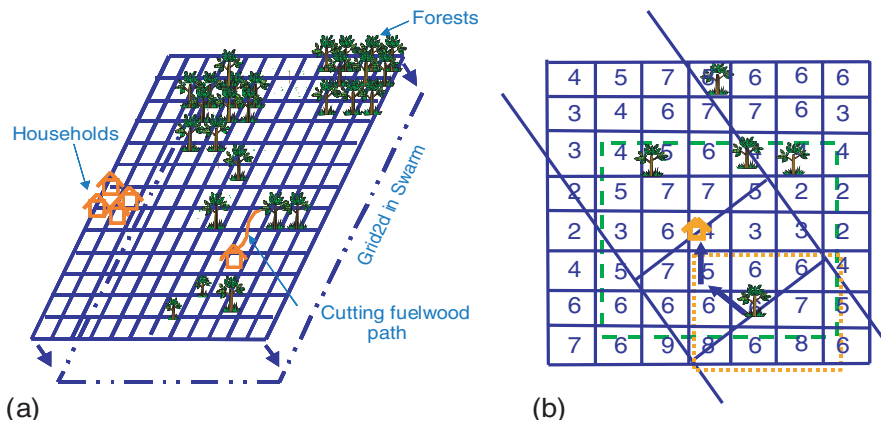 Forests
Households
Grid2d in Swarm
Cutting fuelwood
path
(a)
4 5 7 6 6 6
3 4 6 7 7 6 3
3 4 5 6 4
2 5 7 7 5 2 2
2 3 6 4 3 3 2
4 5 7 5 6 6 4
6 6 6 6 7 5
7 6 9 8 6 8 6
(b)